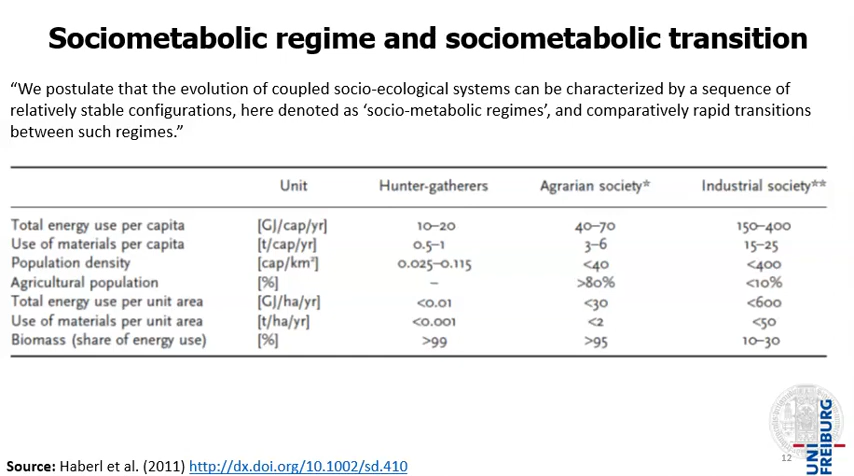 Sociometabolic regime and sociometabolic transition
“We postulate that the evolution of coupled socio-ecological systems can be characterized by a sequence of
relatively stable configurations, here denoted as ‘socio-metabolic regimes’, and comparatively rapid transitions
between such regimes.”
Unit Hunter-gatherers Agrarian society* Industrial society**
Total energy use per capita [GJ/cap/yr] 10–20 40–70 150–400
Use of materials per capita [t/cap/yr] 0.5–1 3–6 15–25
Population density [cap/km²] 0.025–0.115 <40 <400
Agricultural population [%] – >80% <10%
Total energy use per unit area [GJ/ha/yr] <0.01 <30 <600
Use of materials per unit area [t/ha/yr] <0.001 <2 <50
Biomass (share of energy use) [%] >99 >95 10–30
12
UNI
FREIBURG
Source: Haberl et al. (2011) http://dx.doi.org/10.1002/sd.410